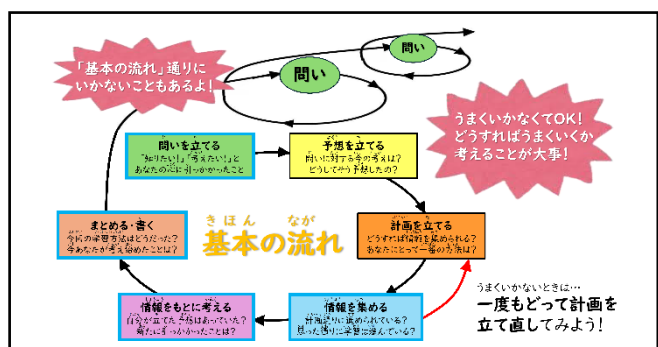 「基本の流れ」通りに
いかないこともあるよ!
問い
問い
うまくいかなくてOK!
どうすればうまくいくか
考えることが大事!
問いを立てる
"知りたい!"「考えたい!」と
あなたの心に引っかかったこと
予想を立てる
問いに対する今の考えは?
どうしてそう予想したの?
まとめる・書く
今回の学習方法はどうだった?
今あなたが考え始めたことは?
きほん なが
基本の流れ
計画を立てる
どうすれば情報を集められる?
あなたにとって一番の方法は?
情報をもとに考える
自分が立てた予想はあっていた?
新たに引っかかったことは?
情報を集める
計画通りに進められている?
思った通りに学習は進んでいる?
うまくいかないときは…
一度もどって計画を
立て直してみよう!